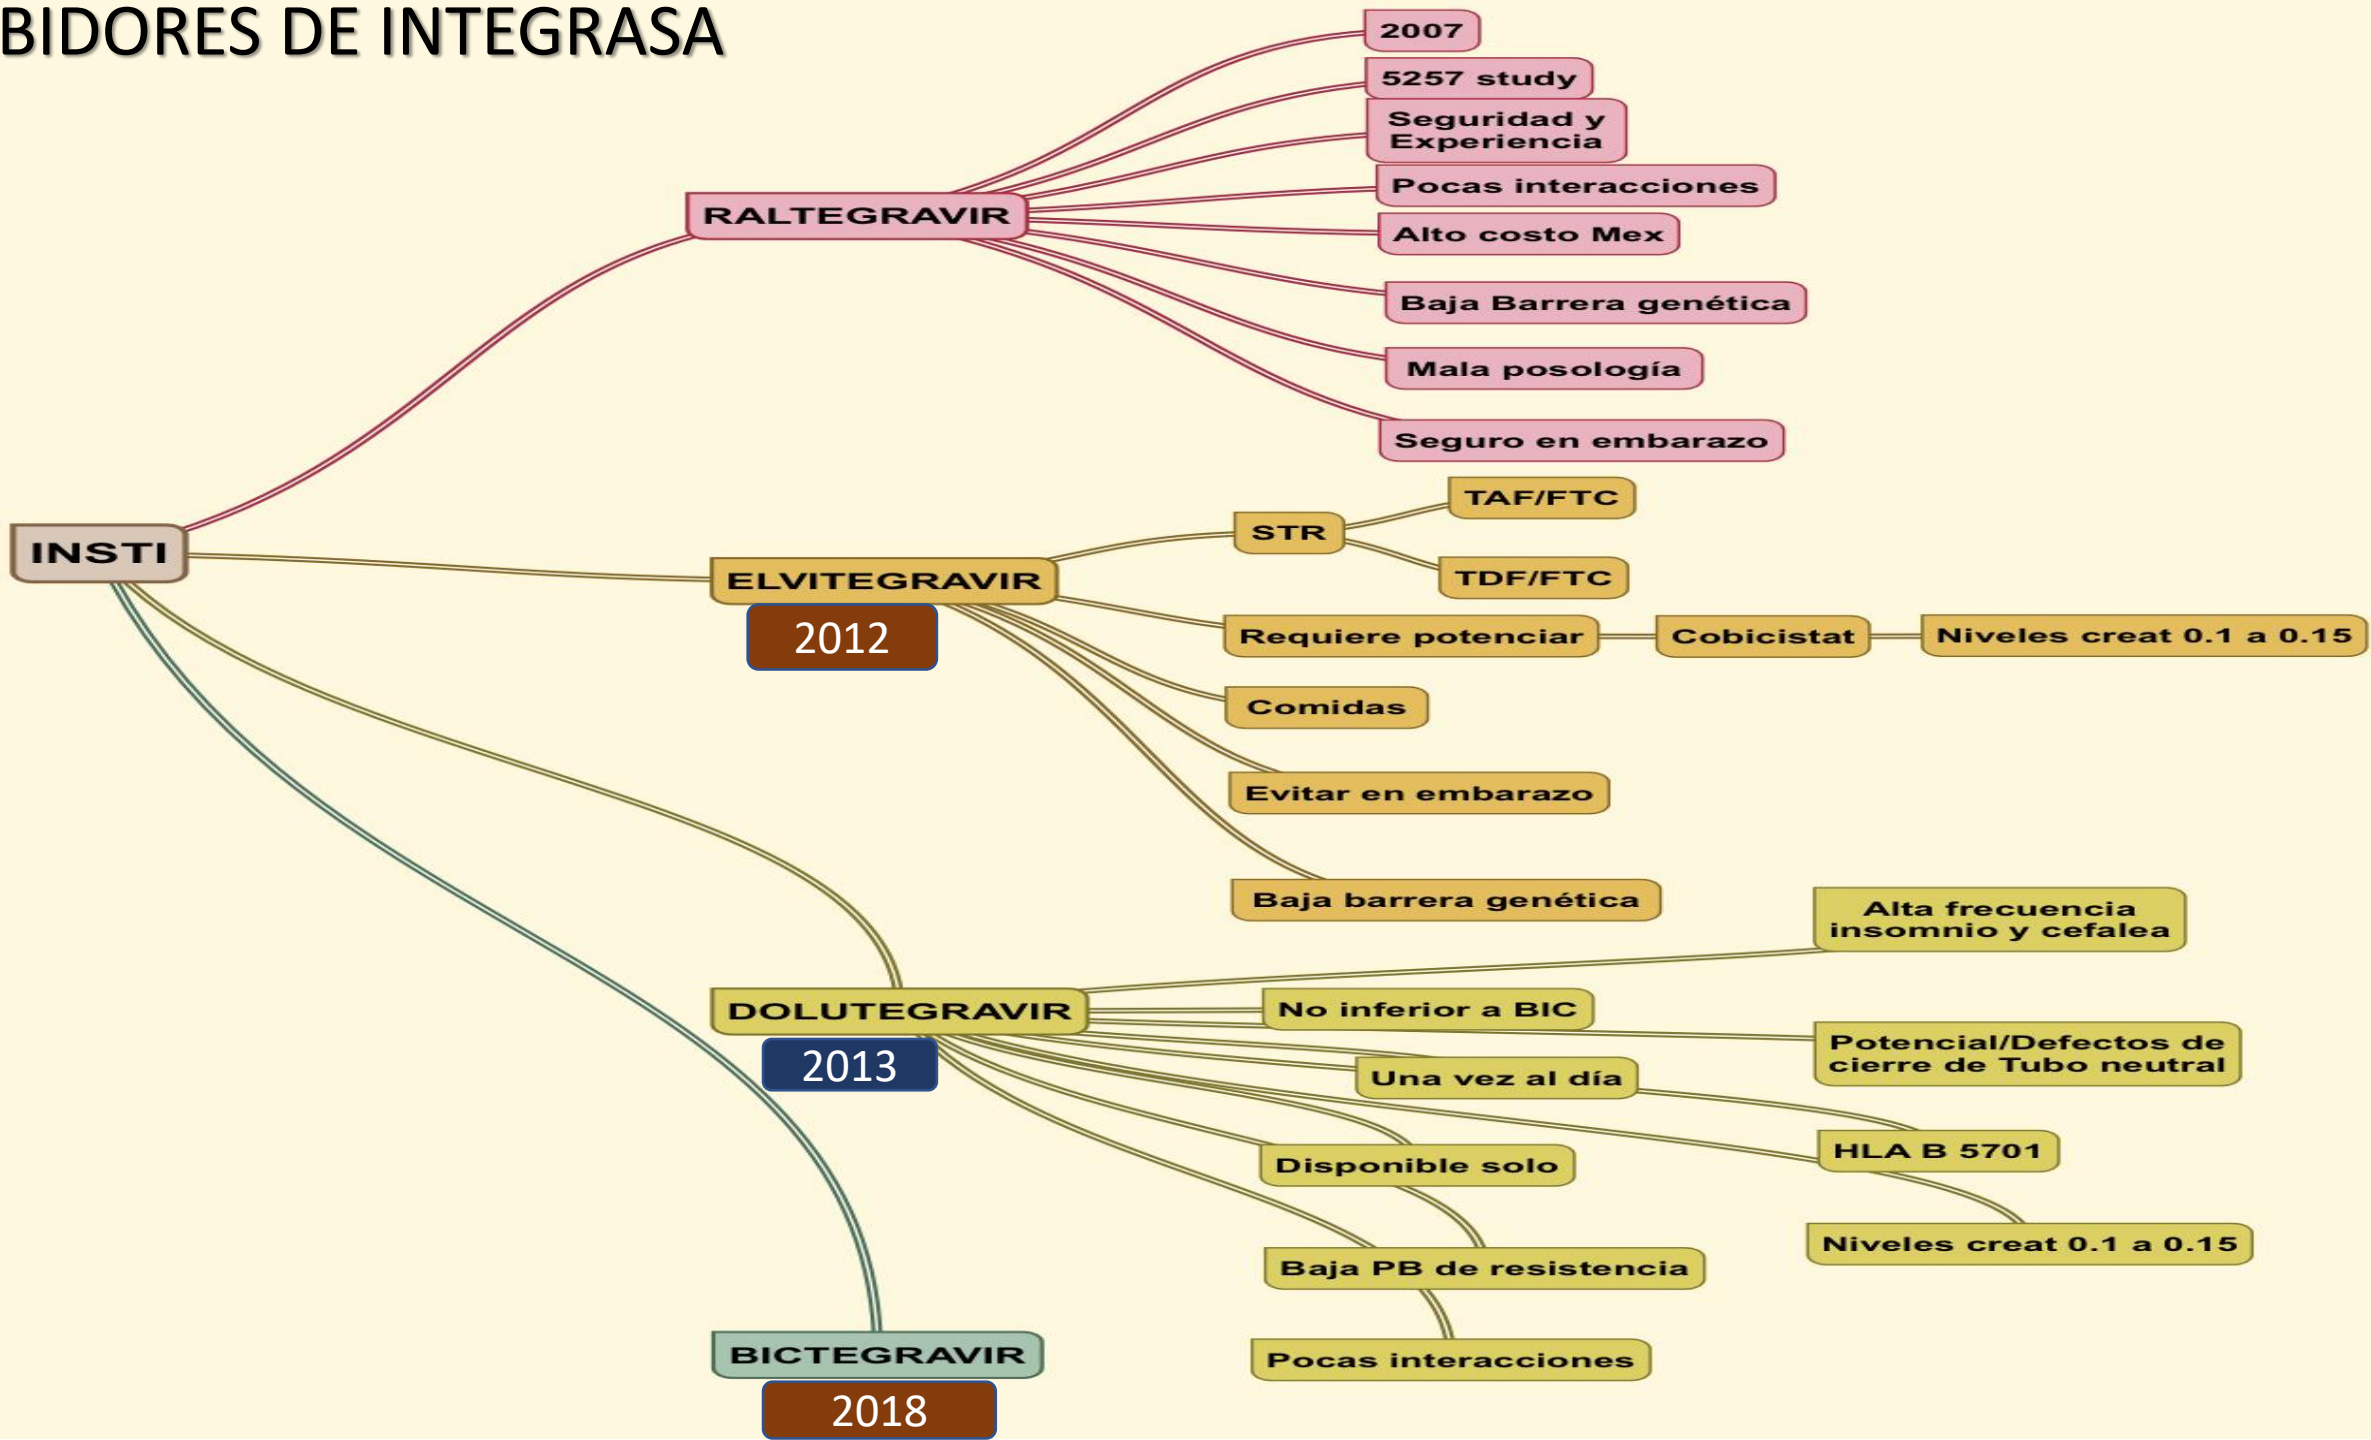 BIDORES DE INTEGRASA
2007
5257 study
Seguridad y
Experiencia
Pocas interacciones
RALTEGRAVIR
Alto costo Mex
Baja Barrera genética
Mala posología
Seguro en embarazo
INSTI
TAF/FTC
STR
TDF/FTC
ELVITEGRAVIR
2012
Requiere potenciar
Cobicistat
Niveles creat 0.1 a 0.15
Comidas
Evitar en embarazo
Baja barrera genética
Alta frecuencia
insomnio y cefalea
DOLUTEGRAVIR
2013
No inferior a BIC
Potencial/Defectos de
cierre de Tubo neutral
Una vez al día
HLA B 5701
Disponible solo
Niveles creat 0.1 a 0.15
Baja PB de resistencia
Pocas interacciones
BICTEGRAVIR
2018